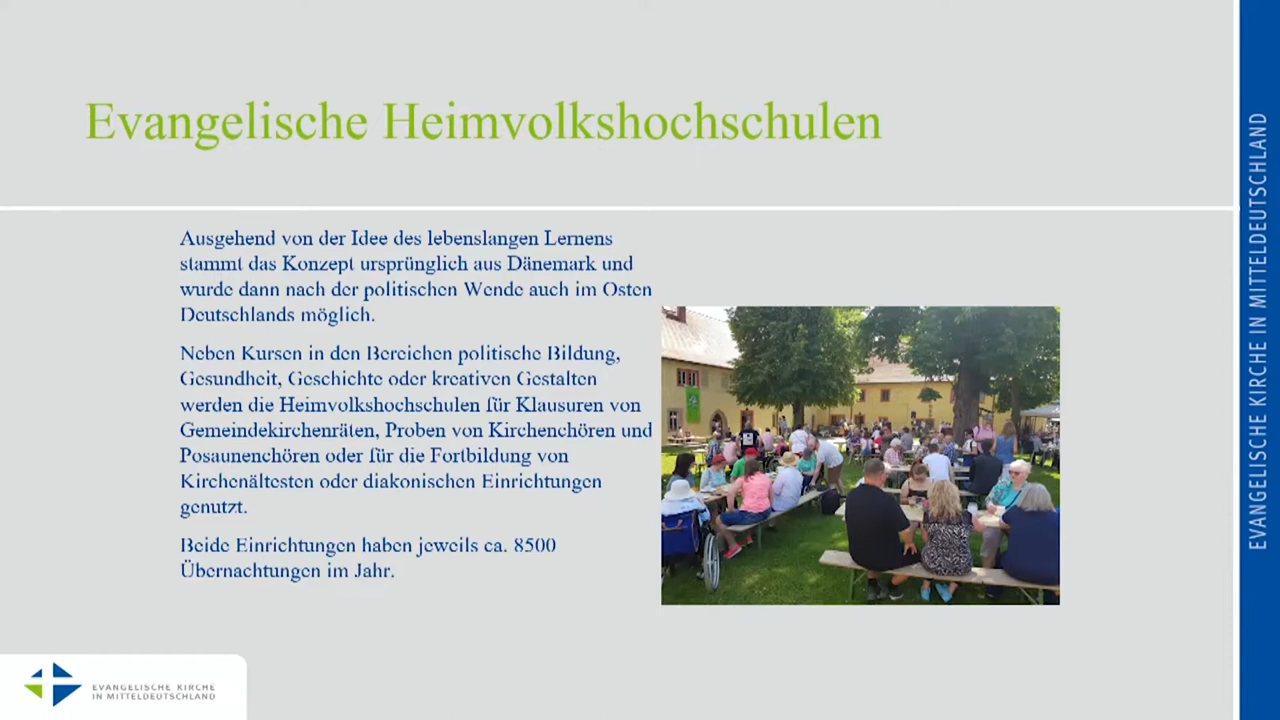 Evangelische Heimvolkshochschulen
Ausgehend von der Idee des lebenslangen Lernens
stammt das Konzept ursprünglich aus Dänemark und
wurde dann nach der politischen Wende auch im Osten
Deutschlands möglich.
Neben Kursen in den Bereichen politische Bildung,
Gesundheit, Geschichte oder kreativen Gestalten
werden die Heimvolkshochschulen für Klausuren von
Gemeindekirchenräten, Proben von Kirchenchören und
Posaunenchören oder für die Fortbildung von
Kirchenältesten oder diakonischen Einrichtungen
genutzt.
Beide Einrichtungen haben jeweils ca. 8500
Übernachtungen im Jahr.
EVANGELISCHE KIRCHE
IN MITTELDEUTSCHLAND
EVANGELISCHE KIRCHE IN MITTELDEUTSCHLAND